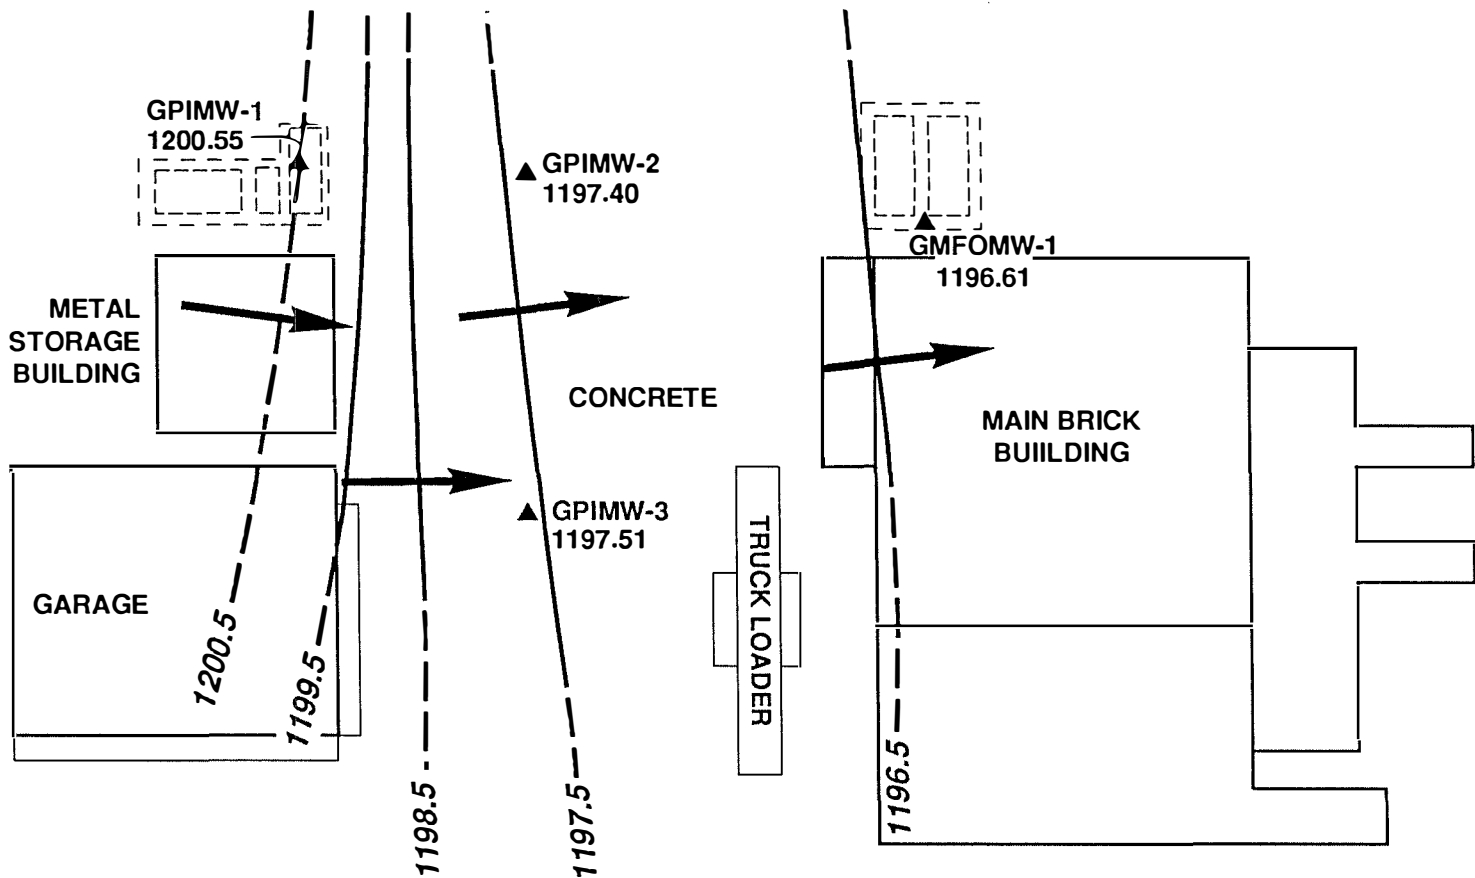 GPIMW-1
1200.55
GPIMW-2
1197.40
GMFOMW-1
1196.61
METAL
STORAGE
BUILDING
CONCRETE
MAIN BRICK
BUIILDING
GPIMW-3
1197.51
TRUCK LOADER
GARAGE
1200.5
1199.5
1198.5
1197.5
1196.5